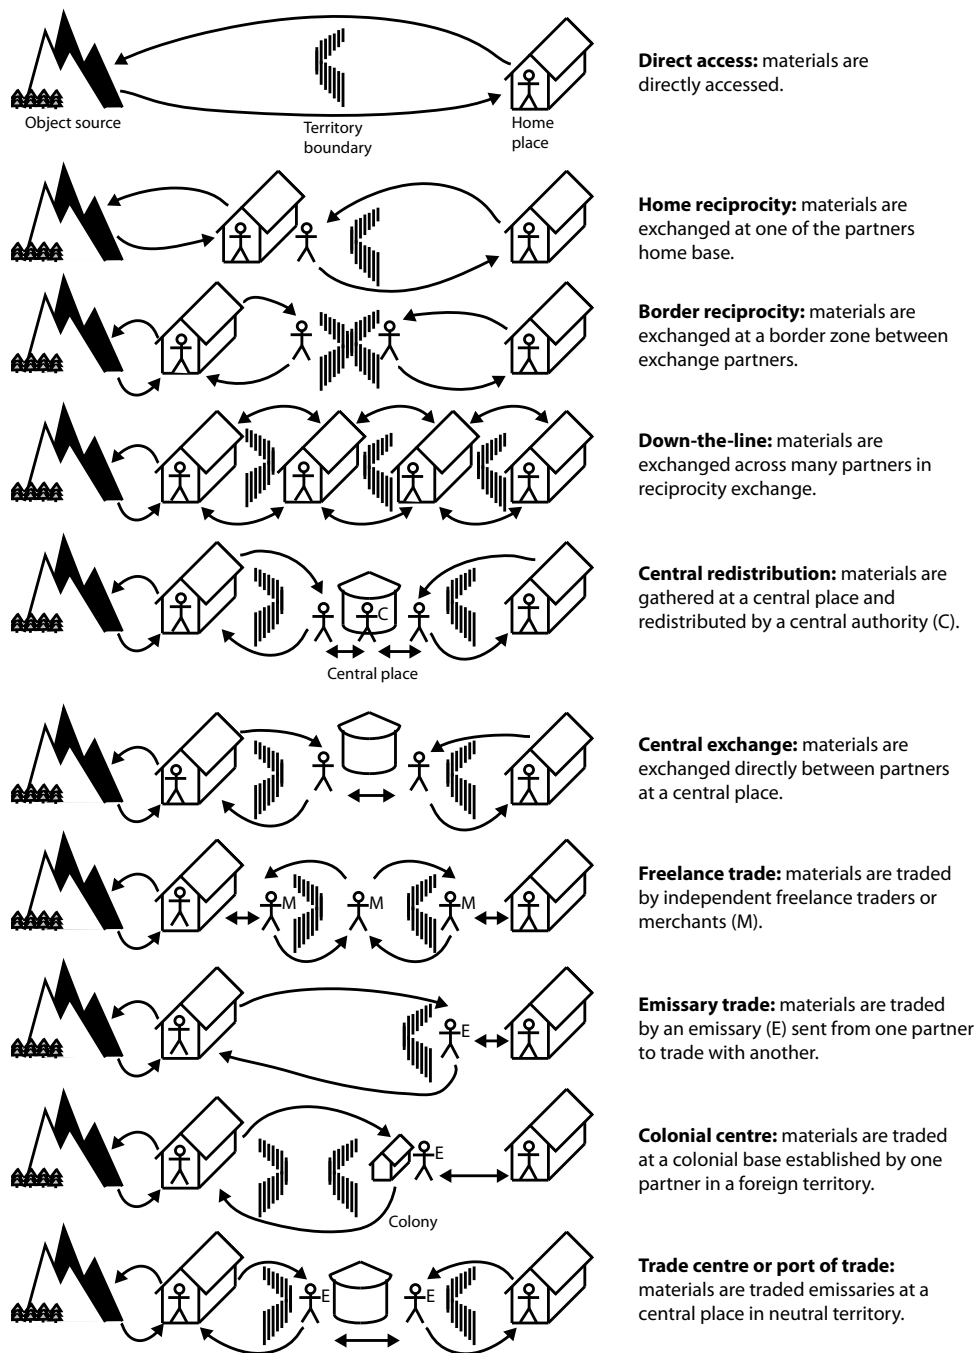 Direct access: materials are
directly accessed.
Object source
Territory
boundary
Home
place
Home reciprocity: materials are
exchanged at one of the partners
home base.
Border reciprocity: materials are
exchanged at a border zone between
exchange partners.
Down-the-line: materials are
exchanged across many partners in
reciprocity exchange.
Central redistribution: materials are
gathered at a central place and
redistributed by a central authority (C).
C
Central place
Central exchange: materials are
exchanged directly between partners
at a central place.
Freelance trade: materials are traded
by independent freelance traders or
merchants (M).
M
M
M
Emissary trade: materials are traded
by an emissary (E) sent from one partner
to trade with another.
E
Colonial centre: materials are traded
at a colonial base established by one
partner in a foreign territory.
E
Colony
Trade centre or port of trade:
materials are traded emissaries at a
central place in neutral territory.
E
E